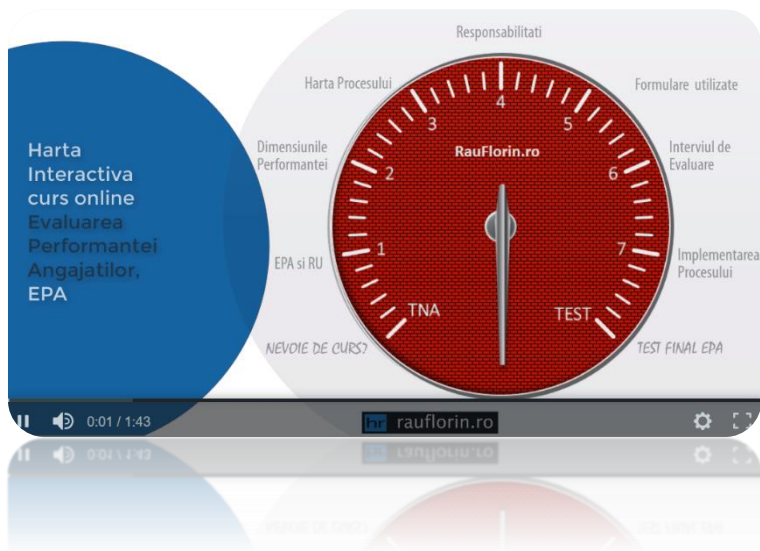 Harta
Interactiva
curs online
Evaluarea
Performantei
Angajatilor,
EPA
Responsabilitati
Harta Procesului
Formulare utilizate
Dimensiunile
Performantei
Interviul de
Evaluare
EPA si RU
Implementarea
Procesului
NEVOIE DE CURS?
TEST FINAL EPA
RauFlorin.ro
TNA
1
2
3
4
5
6
7
TEST
0:01 / 1:43
hr rauflorin.ro